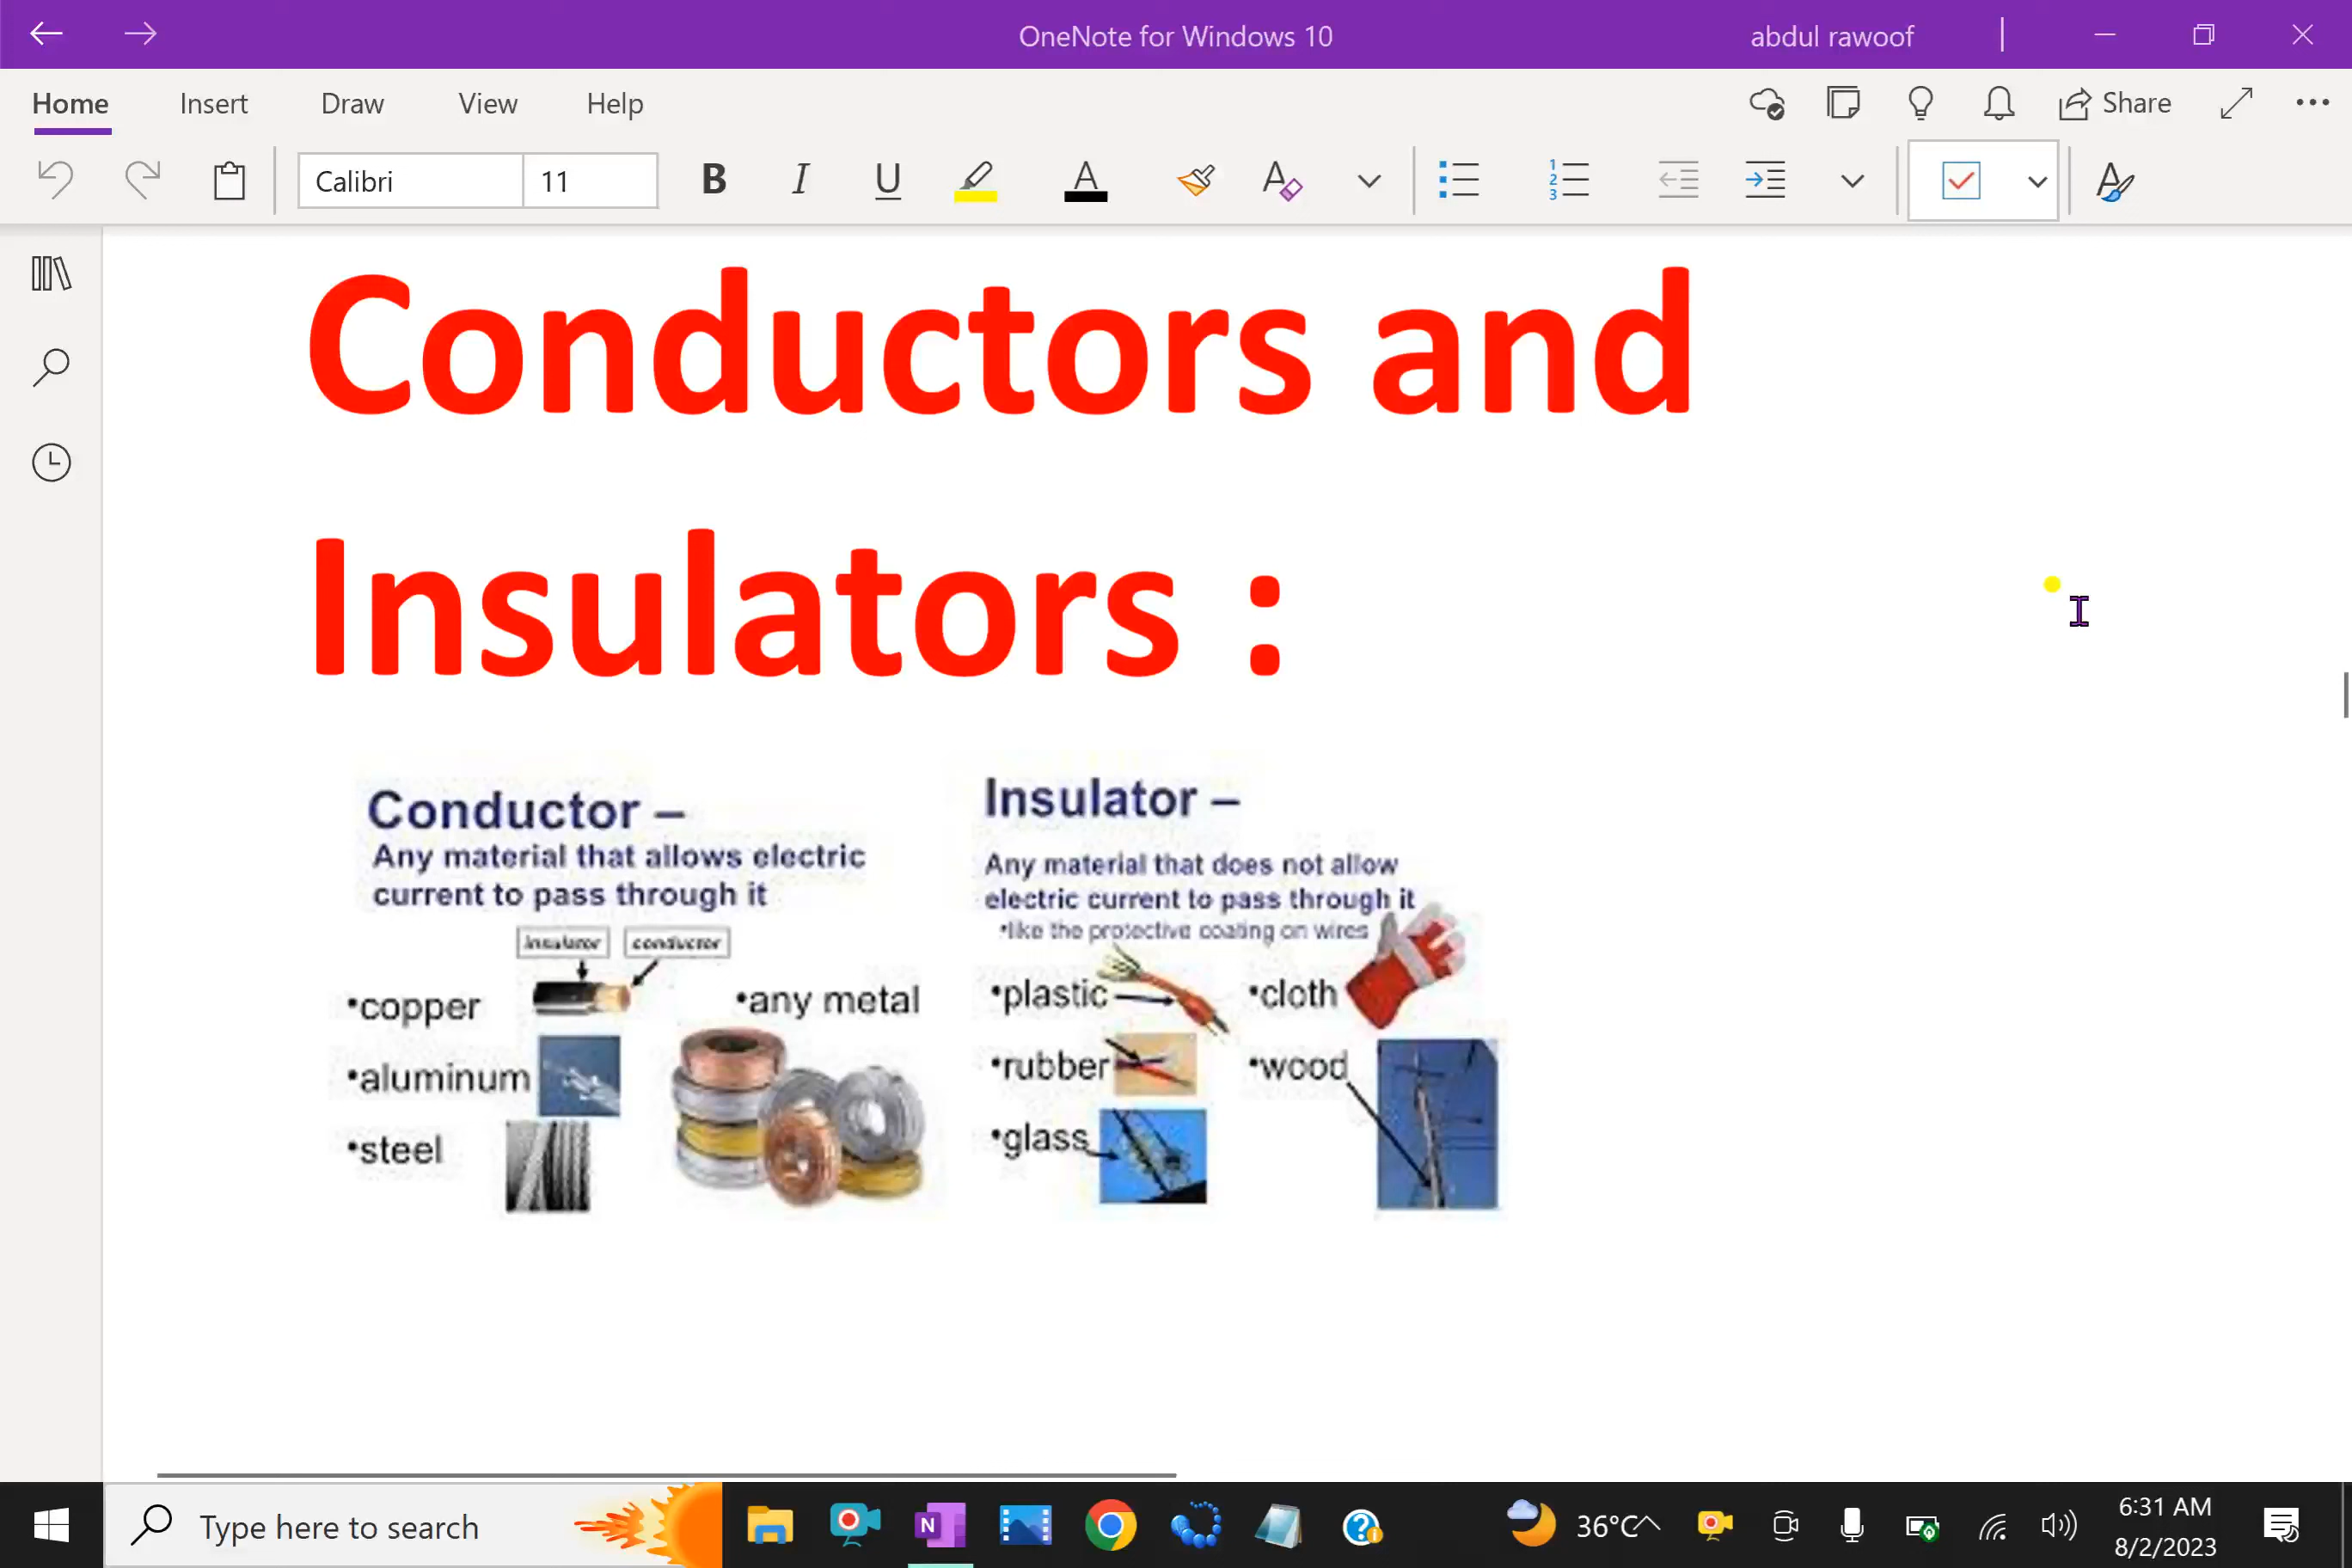 OneNote for Windows 10
abdul rawoof
Home Insert Draw View Help
Share
Calibri 11
Conductors and
Insulators :
Conductor –
Any material that allows electric
current to pass through it
insulator conductor
•copper
•any metal
•aluminum
•steel
Insulator –
Any material that does not allow
electric current to pass through it
•like the protective coating on wires
•plastic
•cloth
•rubber
•wood
•glass
Type here to search
36°C
6:31 AM
8/2/2023